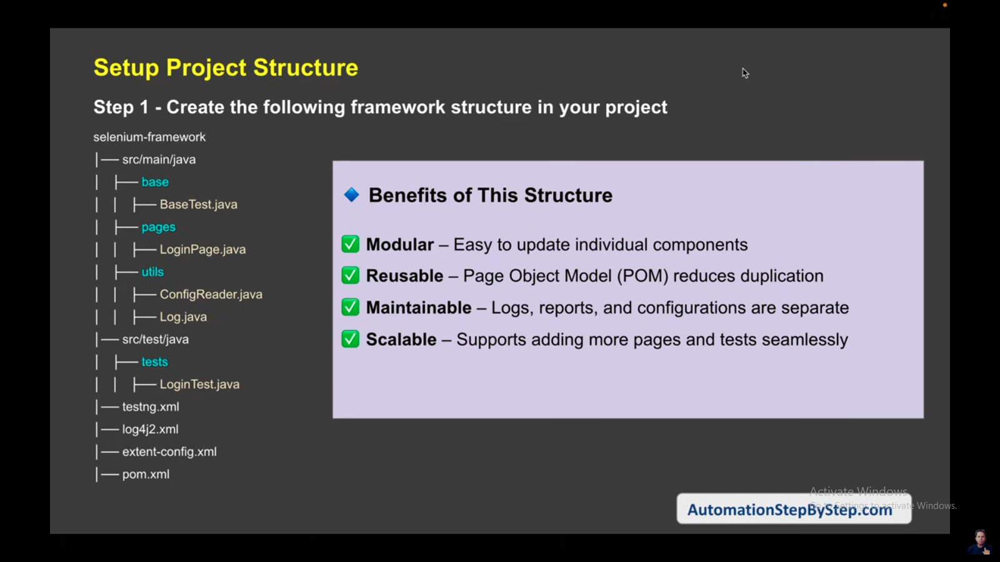 Setup Project Structure
Step 1 - Create the following framework structure in your project
selenium-framework
src/main/java
base
BaseTest.java
pages
LoginPage.java
utils
ConfigReader.java
Log.java
src/test/java
tests
LoginTest.java
testng.xml
log4j2.xml
extent-config.xml
pom.xml
Benefits of This Structure
Modular – Easy to update individual components
Reusable – Page Object Model (POM) reduces duplication
Maintainable – Logs, reports, and configurations are separate
Scalable – Supports adding more pages and tests seamlessly
Activate Windows
Go to Settings to activate Windows.
AutomationStepByStep.com